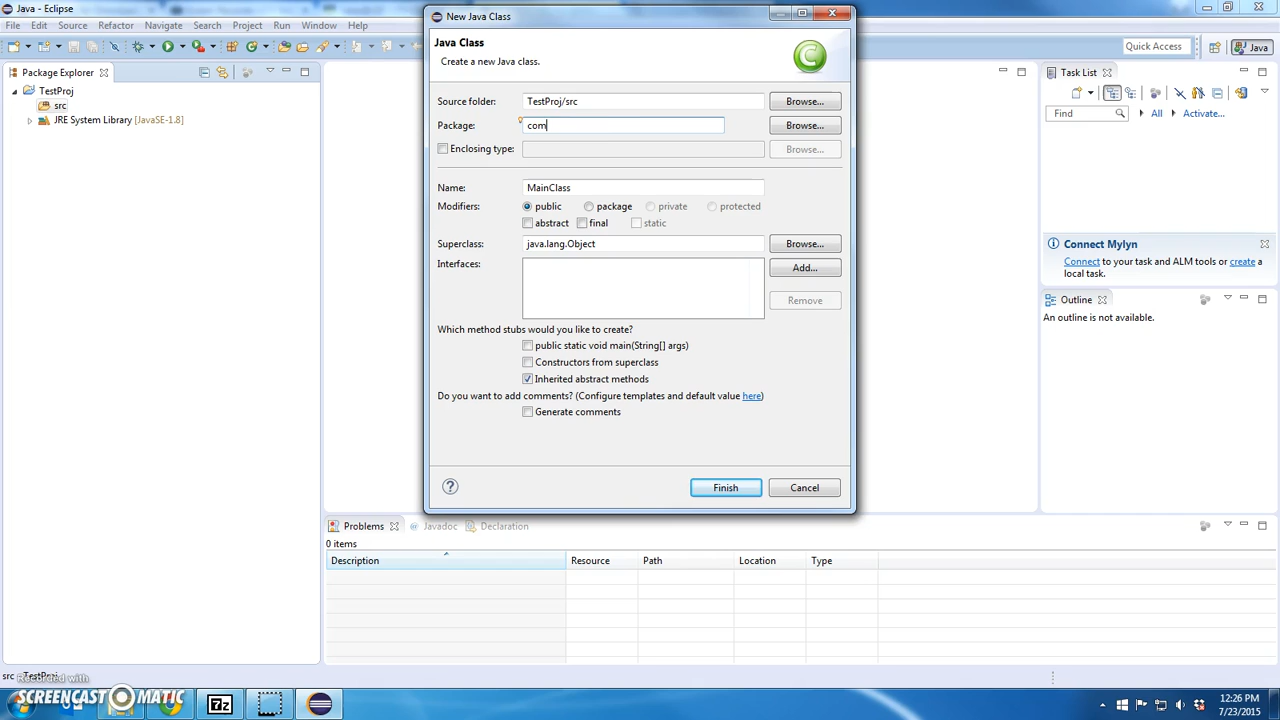 Java - Eclipse
File Edit Source Refactor Navigate Search Project Run Window Help
Quick Access
Java
Package Explorer
TestProj
src
JRE System Library [JavaSE-1.8]
New Java Class
Java Class
Create a new Java class.
C
Source folder: TestProj/src Browse...
Package: com Browse...
Enclosing type: Browse...
Name: MainClass
Modifiers: public package private protected
abstract final static
Superclass: java.lang.Object Browse...
Interfaces: Add...
Remove
Which method stubs would you like to create?
public static void main(String[] args)
Constructors from superclass
Inherited abstract methods
Do you want to add comments? (Configure templates and default value here)
Generate comments
? Finish Cancel
Task List
Find All Activate...
Connect Mylyn
Connect to your task and ALM tools or create a local task.
Outline
An outline is not available.
Problems Javadoc Declaration
0 items
Description Resource Path Location Type
src - TestProj
Recorded with
SCREENCAST MATIC
7z
12:26 PM
7/23/2015